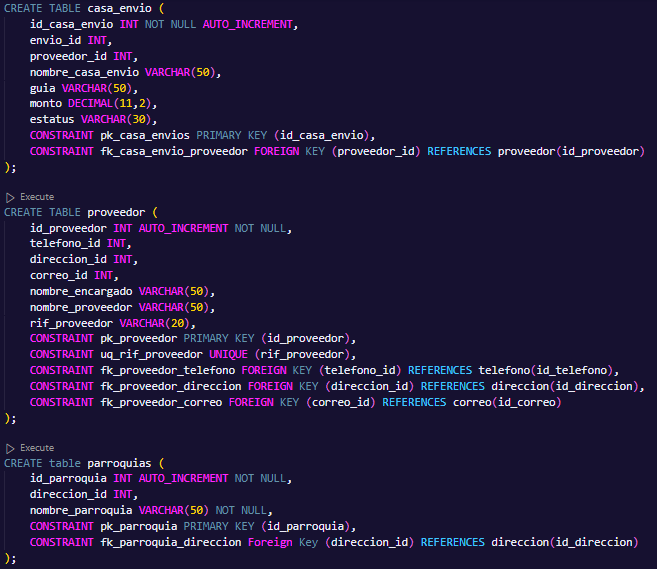 CREATE TABLE casa_envio (
    id_casa_envio INT NOT NULL AUTO_INCREMENT,
    envio_id INT,
    proveedor_id INT,
    nombre_casa_envio VARCHAR(50),
    guia VARCHAR(50),
    monto DECIMAL(11,2),
    estatus VARCHAR(30),
    CONSTRAINT pk_casa_envios PRIMARY KEY (id_casa_envio),
    CONSTRAINT fk_casa_envio_proveedor FOREIGN KEY (proveedor_id) REFERENCES proveedor(id_proveedor)
);
Execute
CREATE TABLE proveedor (
    id_proveedor INT AUTO_INCREMENT NOT NULL,
    telefono_id INT,
    direccion_id INT,
    correo_id INT,
    nombre_encargado VARCHAR(50),
    nombre_proveedor VARCHAR(50),
    rif_proveedor VARCHAR(20),
    CONSTRAINT pk_proveedor PRIMARY KEY (id_proveedor),
    CONSTRAINT uq_rif_proveedor UNIQUE (rif_proveedor),
    CONSTRAINT fk_proveedor_telefono FOREIGN KEY (telefono_id) REFERENCES telefono(id_telefono),
    CONSTRAINT fk_proveedor_direccion FOREIGN KEY (direccion_id) REFERENCES direccion(id_direccion),
    CONSTRAINT fk_proveedor_correo FOREIGN KEY (correo_id) REFERENCES correo(id_correo)
);
Execute
CREATE table parroquias (
    id_parroquia INT AUTO_INCREMENT NOT NULL,
    direccion_id INT,
    nombre_parroquia VARCHAR(50) NOT NULL,
    CONSTRAINT pk_parroquia PRIMARY KEY (id_parroquia),
    CONSTRAINT fk_parroquia_direccion Foreign Key (direccion_id) REFERENCES direccion(id_direccion)
);